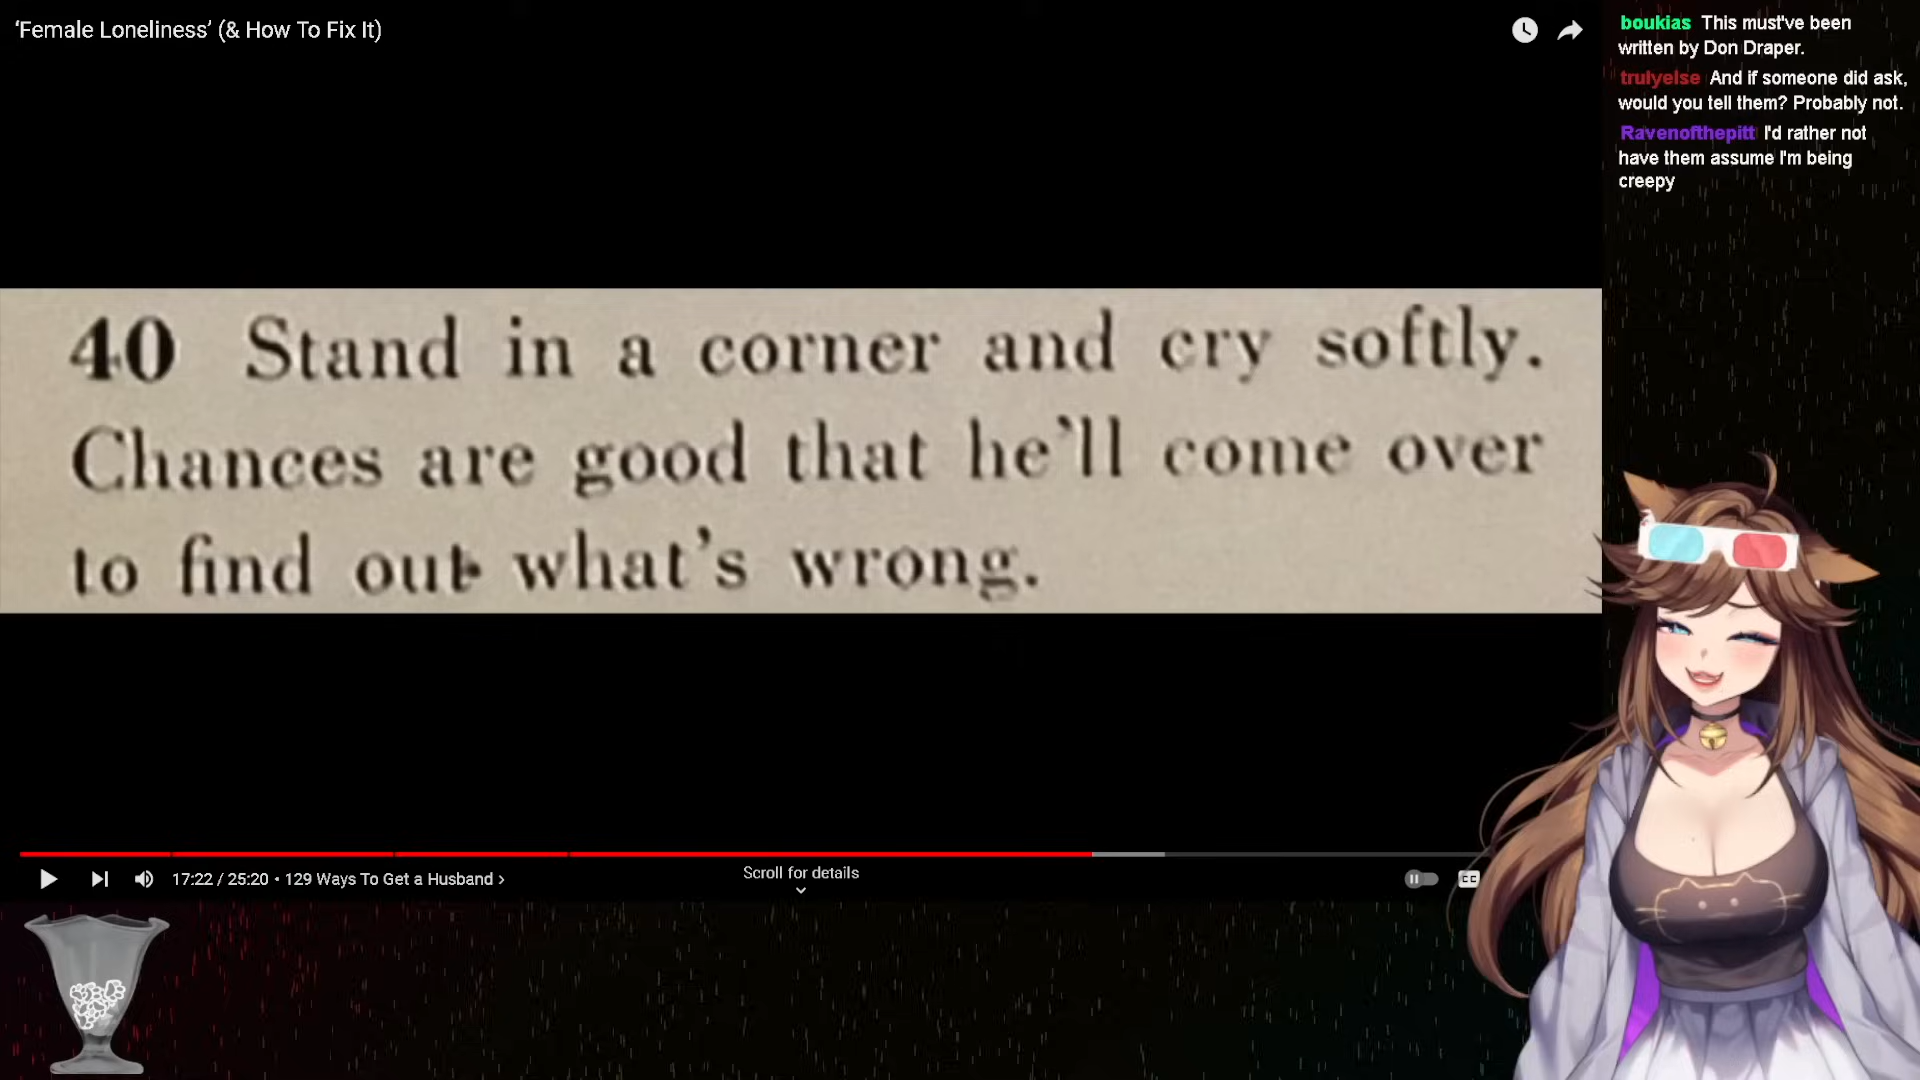 ‘Female Loneliness’ (& How To Fix It)
40 Stand in a corner and cry softly.
Chances are good that he'll come over
to find out what's wrong.
17:22 / 25:20 • 129 Ways To Get a Husband ›
Scroll for details
CC
boukias This must've been
written by Don Draper.
trulyelse And if someone did ask,
would you tell them? Probably not.
Ravenofthepitt I'd rather not
have them assume I'm being
creepy